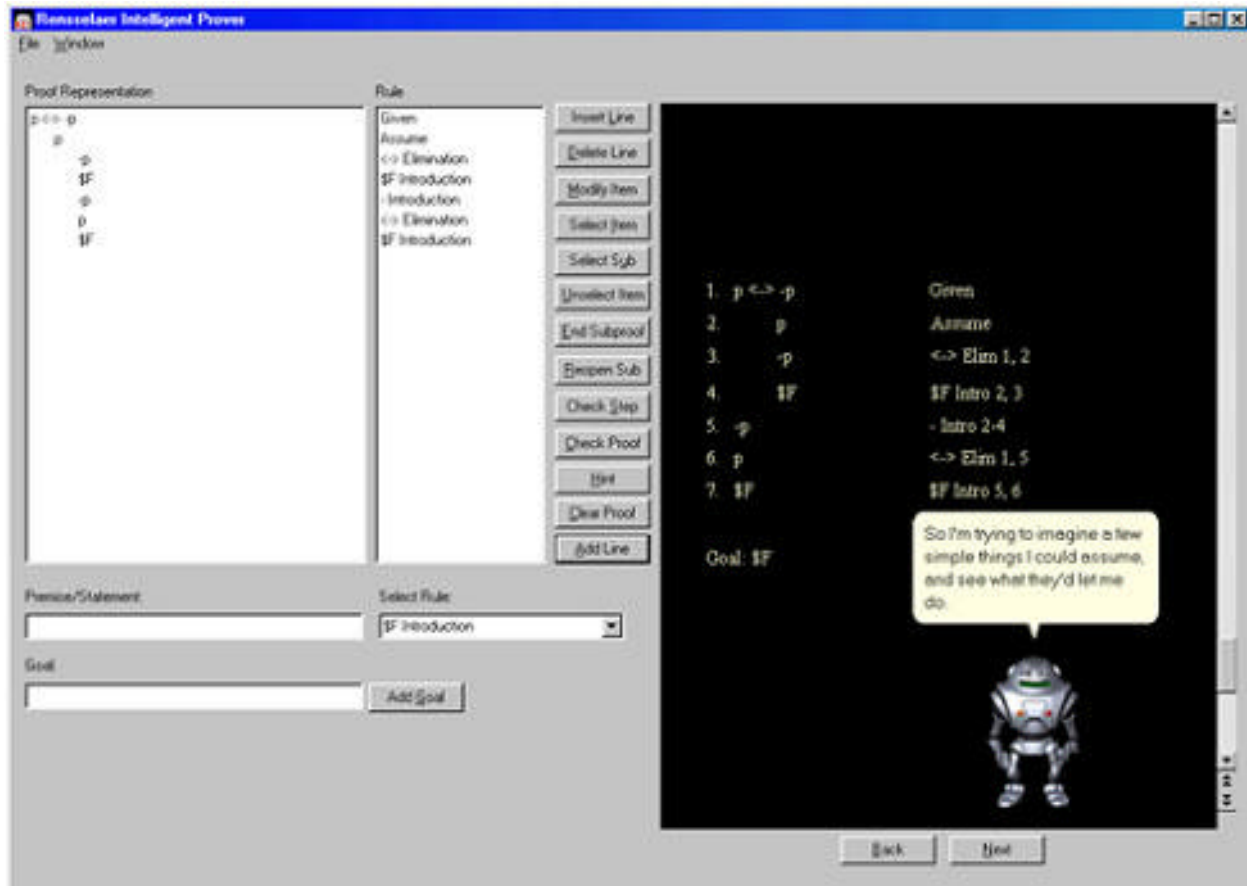 Rensselaer Intelligent Prover
File Window
Proof Representation Rule
p <-> -p Given
p Assume
-p <-> Elimination
$F $F Introduction
-p - Introduction
p <-> Elimination
$F $F Introduction
Insert Line
Delete Line
Modify Item
Select Item
Select Sub
Unselect Item
End Subproof
Reopen Sub
Check Step
Check Proof
Hint
Clear Proof
Add Line
Premise/Statement: Select Rule:
$F Introduction
Goal:
Add Goal
1. p <-> -p Given
2. p Assume
3. -p <-> Elim 1, 2
4. $F $F Intro 2, 3
5. -p - Intro 2-4
6. p <-> Elim 1, 5
7. $F $F Intro 5, 6
Goal: $F
So I'm trying to imagine a few
simple things I could assume,
and see what they'd let me
do.
Back Next